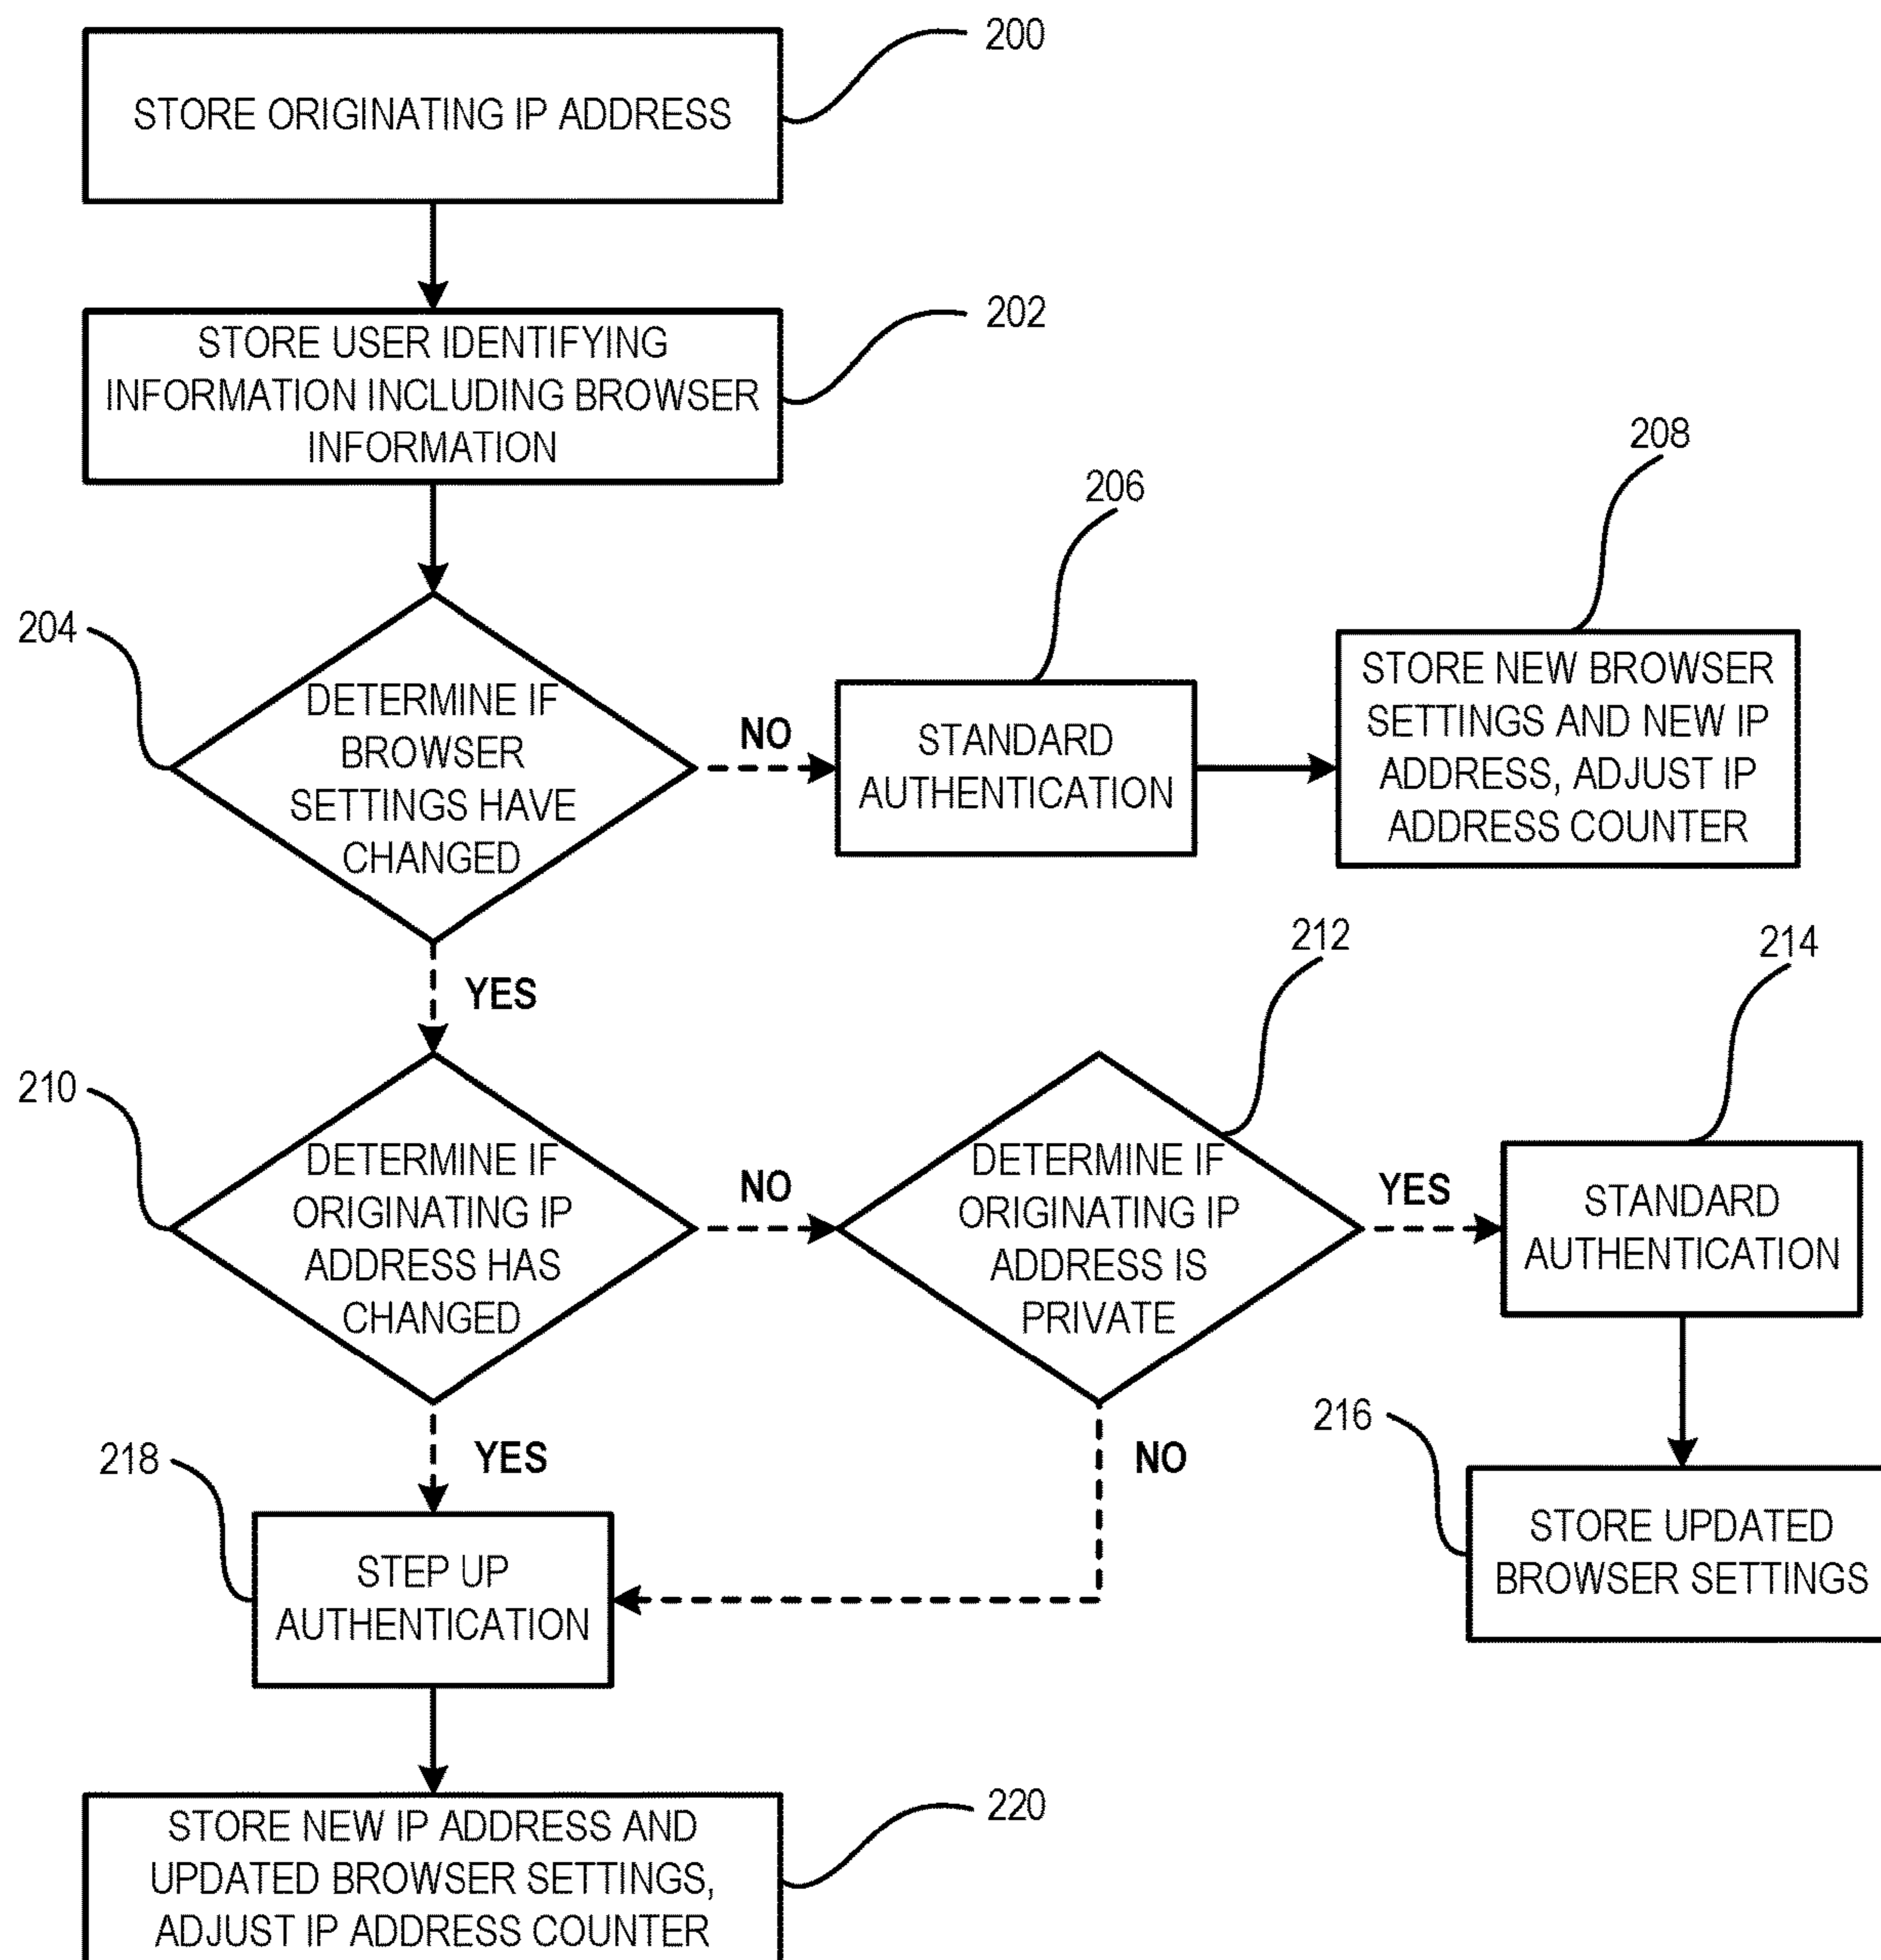 200
STORE ORIGINATING IP ADDRESS
202
STORE USER IDENTIFYING
INFORMATION INCLUDING BROWSER
INFORMATION
204
DETERMINE IF
BROWSER
SETTINGS HAVE
CHANGED
NO
206
STANDARD
AUTHENTICATION
208
STORE NEW BROWSER
SETTINGS AND NEW IP
ADDRESS, ADJUST IP
ADDRESS COUNTER
YES
210
DETERMINE IF
ORIGINATING IP
ADDRESS HAS
CHANGED
NO
212
DETERMINE IF
ORIGINATING IP
ADDRESS IS
PRIVATE
YES
214
STANDARD
AUTHENTICATION
216
STORE UPDATED
BROWSER SETTINGS
YES
NO
218
STEP UP
AUTHENTICATION
220
STORE NEW IP ADDRESS AND
UPDATED BROWSER SETTINGS,
ADJUST IP ADDRESS COUNTER